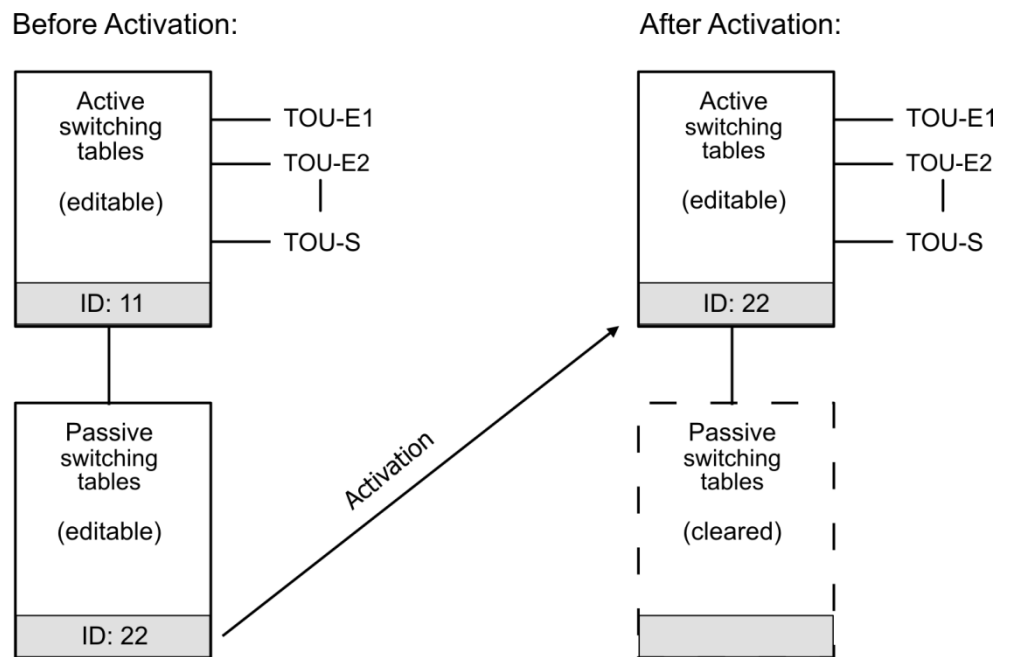 Before Activation:
After Activation:
Active
switching
tables
(editable)
TOU-E1
TOU-E2
TOU-S
ID: 11
Passive
switching
tables
(editable)
ID: 22
Activation
Active
switching
tables
(editable)
TOU-E1
TOU-E2
TOU-S
ID: 22
Passive
switching
tables
(cleared)